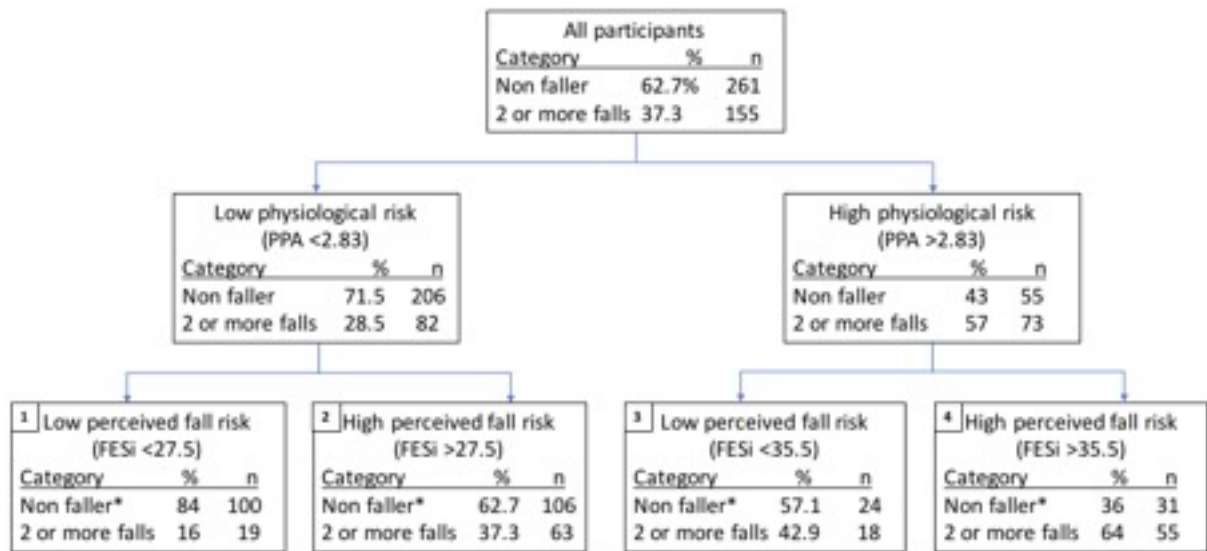 All participants
Category % n
Non faller 62.7% 261
2 or more falls 37.3 155
Low physiological risk
(PPA <2.83)
Category % n
Non faller 71.5 206
2 or more falls 28.5 82
High physiological risk
(PPA >2.83)
Category % n
Non faller 43 55
2 or more falls 57 73
1 Low perceived fall risk
(FESi <27.5)
Category % n
Non faller* 84 100
2 or more falls 16 19
2 High perceived fall risk
(FESi >27.5)
Category % n
Non faller* 62.7 106
2 or more falls 37.3 63
3 Low perceived fall risk
(FESi <35.5)
Category % n
Non faller* 57.1 24
2 or more falls 42.9 18
4 High perceived fall risk
(FESi >35.5)
Category % n
Non faller* 36 31
2 or more falls 64 55